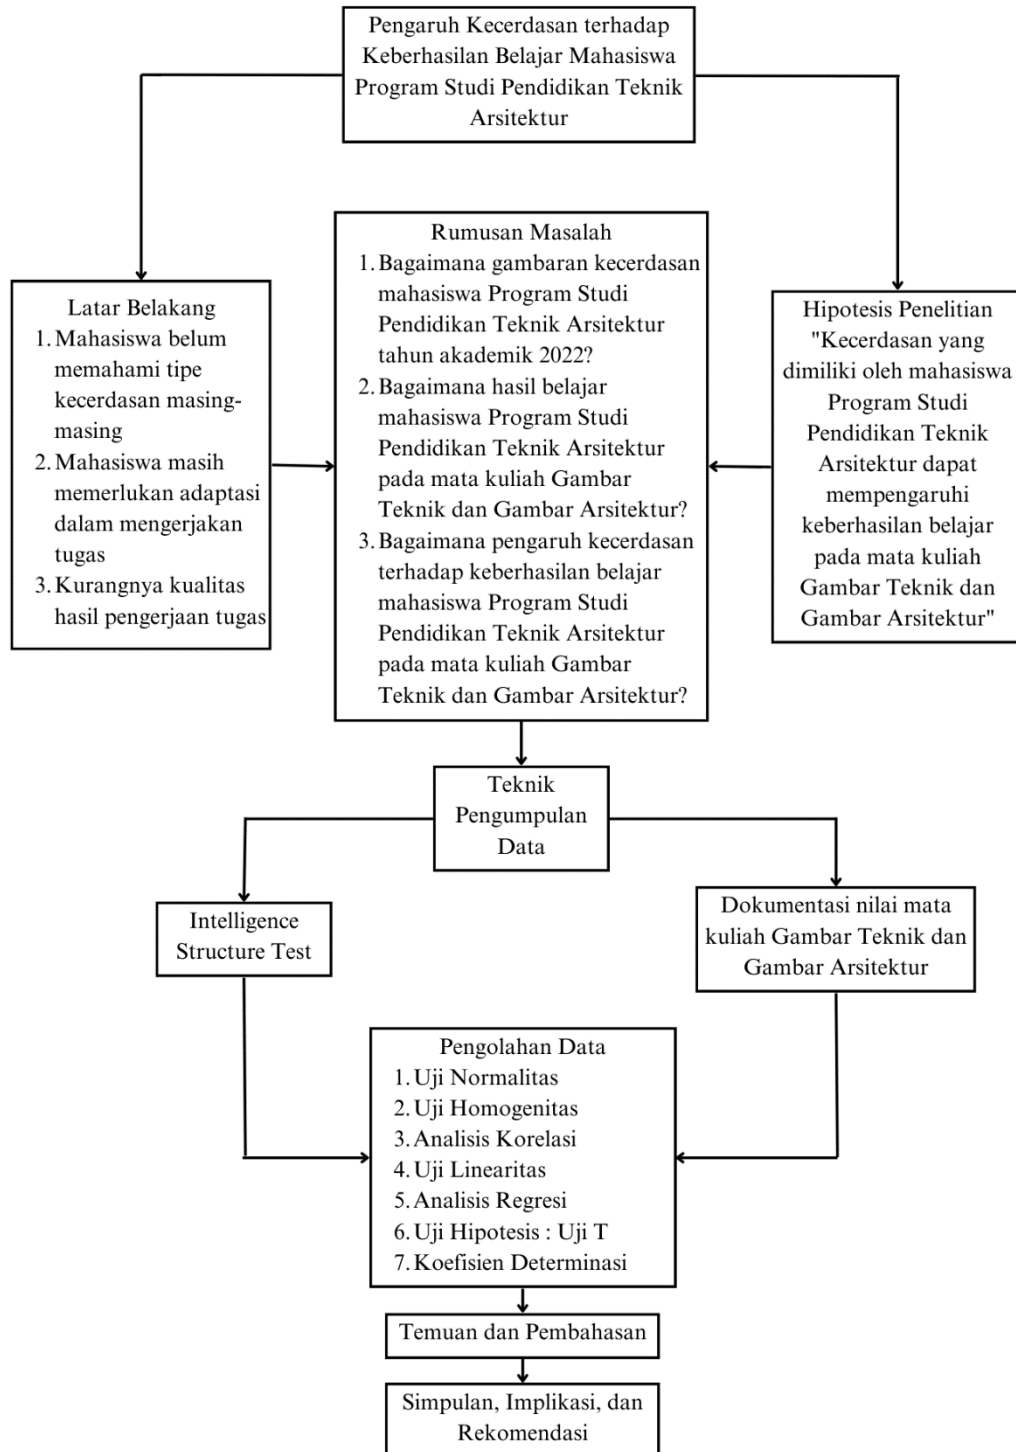 Pengaruh Kecerdasan terhadap
Keberhasilan Belajar Mahasiswa
Program Studi Pendidikan Teknik
Arsitektur
Latar Belakang
1. Mahasiswa belum
memahami tipe
kecerdasan masing-
masing
2. Mahasiswa masih
memerlukan adaptasi
dalam mengerjakan
tugas
3. Kurangnya kualitas
hasil pengerjaan tugas
Rumusan Masalah
1. Bagaimana gambaran kecerdasan
mahasiswa Program Studi
Pendidikan Teknik Arsitektur
tahun akademik 2022?
2. Bagaimana hasil belajar
mahasiswa Program Studi
Pendidikan Teknik Arsitektur
pada mata kuliah Gambar
Teknik dan Gambar Arsitektur?
3. Bagaimana pengaruh kecerdasan
terhadap keberhasilan belajar
mahasiswa Program Studi
Pendidikan Teknik Arsitektur
pada mata kuliah Gambar
Teknik dan Gambar Arsitektur?
Hipotesis Penelitian
"Kecerdasan yang
dimiliki oleh mahasiswa
Program Studi
Pendidikan Teknik
Arsitektur dapat
mempengaruhi
keberhasilan belajar
pada mata kuliah
Gambar Teknik dan
Gambar Arsitektur"
Teknik
Pengumpulan
Data
Intelligence
Structure Test
Dokumentasi nilai mata
kuliah Gambar Teknik dan
Gambar Arsitektur
Pengolahan Data
1. Uji Normalitas
2. Uji Homogenitas
3. Analisis Korelasi
4. Uji Linearitas
5. Analisis Regresi
6. Uji Hipotesis : Uji T
7. Koefisien Determinasi
Temuan dan Pembahasan
Simpulan, Implikasi, dan
Rekomendasi